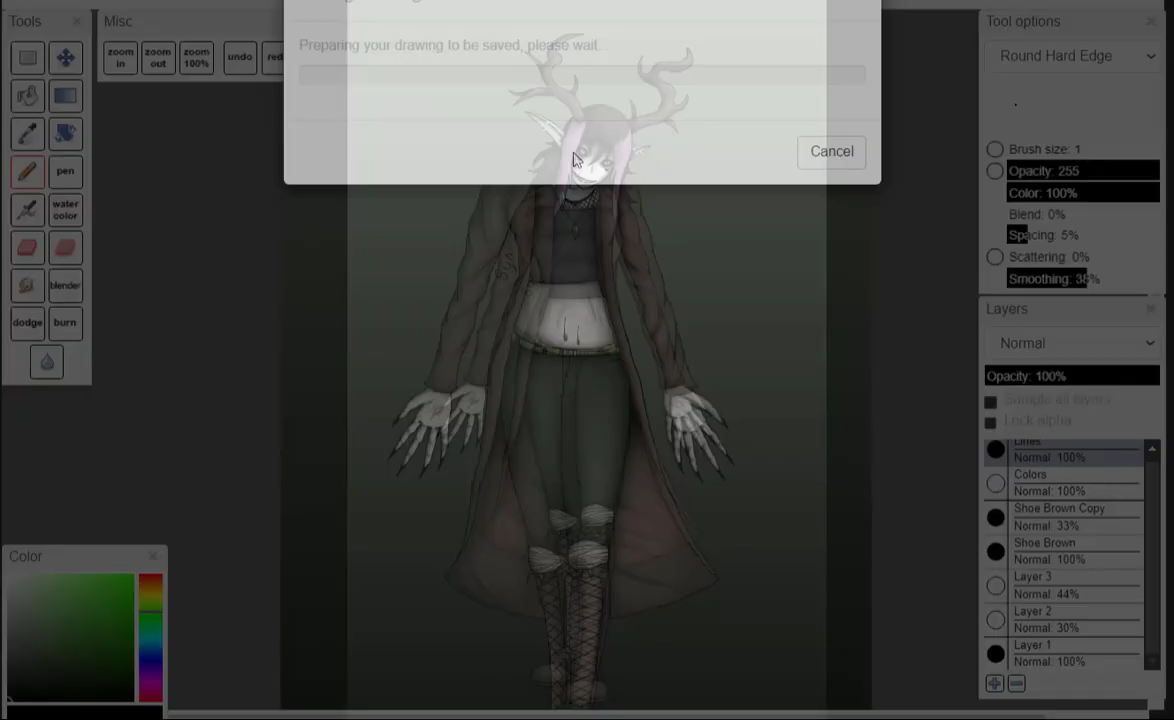 Tools
Misc
zoom in
zoom out
zoom 100%
undo
red
Preparing your drawing to be saved, please wait.
Cancel
pen
water color
blender
dodge
burn
Color
Tool options
Round Hard Edge
Brush size: 1
Opacity: 255
Color: 100%
Blend: 0%
Spacing: 5%
Scattering: 0%
Smoothing: 38%
Layers
Normal
Opacity: 100%
Sample all layers
Lock alpha
Lines
Normal: 100%
Colors
Normal: 100%
Shoe Brown Copy
Normal: 33%
Shoe Brown
Normal: 100%
Layer 3
Normal: 44%
Layer 2
Normal: 30%
Layer 1
Normal: 100%